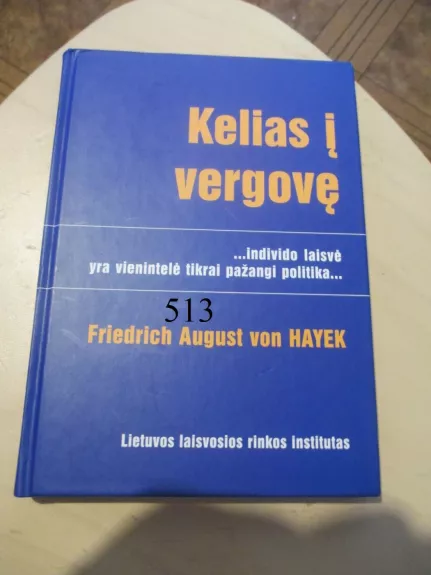 Kelias į
vergovę
...individo laisvė
yra vienintelė tikrai pažangi politika...
513
Friedrich August von HAYEK
Lietuvos laisvosios rinkos institutas